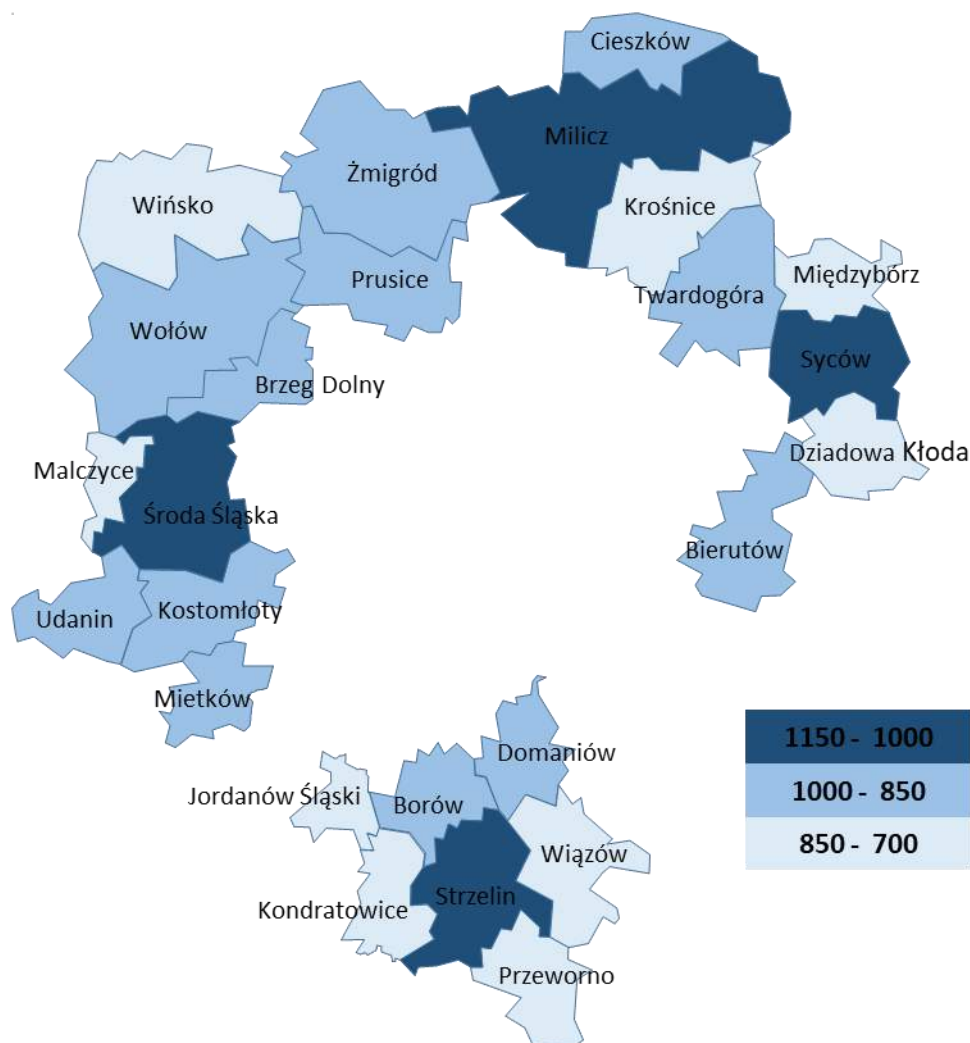 Cieszków
Milicz
Żmigród
Wińsko
Krośnice
Prusice
Międzybórz
Twardogóra
Wołów
Syców
Brzeg Dolny
Dziadowa Kłoda
Malczyce
Środa Śląska
Bierutów
Udanin
Kostomłoty
Mietków
1150 - 1000
Domaniów
Jordanów Śląski
Borów
1000 - 850
850 - 700
Wiązów
Strzelin
Kondratowice
Przeworno